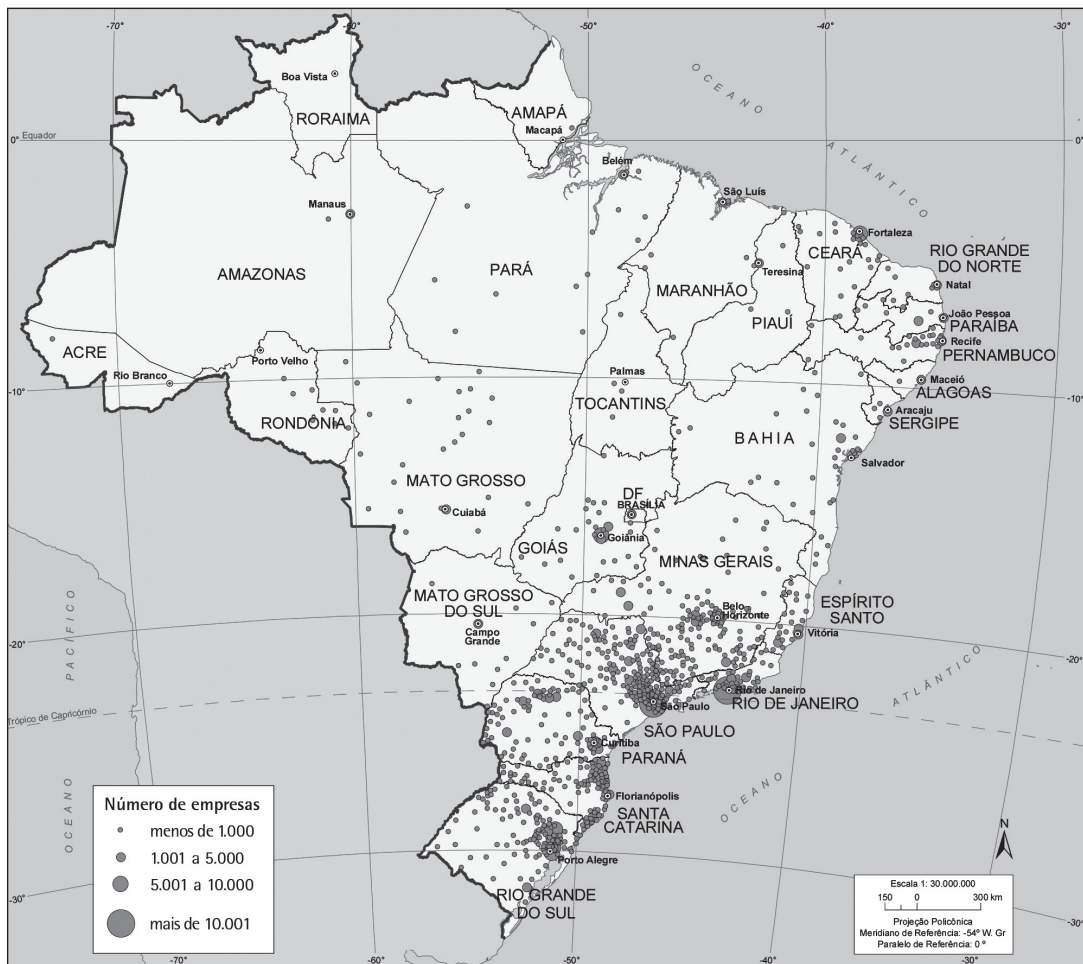 -70°
-60°
-50°
-40°
-30°
Boa Vista
RORAIMA
AMAPÁ
Macapá
OCEANO
ATLÂNTICO
0°
Equador
0°
Belém
São Luís
Manaus
Fortaleza
CEARÁ
RIO GRANDE
DO NORTE
Natal
AMAZONAS
PARÁ
MARANHÃO
Teresina
PIAUÍ
João Pessoa
PARAÍBA
Recife
PERNAMBUCO
ACRE
Rio Branco
Porto Velho
-10°
RONDÔNIA
Palmas
TOCANTINS
Maceió
ALAGOAS
-10°
Aracaju
SERGIPE
BAHIA
Salvador
MATO GROSSO
Cuiabá
DF
BRASÍLIA
GOIÁS
Goiânia
MINAS GERAIS
MATO GROSSO
DO SUL
Campo
Grande
Belo
Horizonte
ESPÍRITO
SANTO
Vitória
PACÍFICO
-20°
-20°
ATLÂNTICO
Rio de Janeiro
RIO DE JANEIRO
São Paulo
SÃO PAULO
Trópico de Capricórnio
Curitiba
PARANÁ
OCEANO
Florianópolis
SANTA
CATARINA
OCEANO
Porto Alegre
RIO GRANDE
DO SUL
-30°
-30°
Número de empresas
menos de 1.000
1.001 a 5.000
5.001 a 10.000
mais de 10.001
N
Escala 1: 30.000.000
150 0 300 km
Projeção Policônica
Meridiano de Referência: -54º W. Gr
Paralelo de Referência: 0 º
-70°
-60°
-50°
-40°